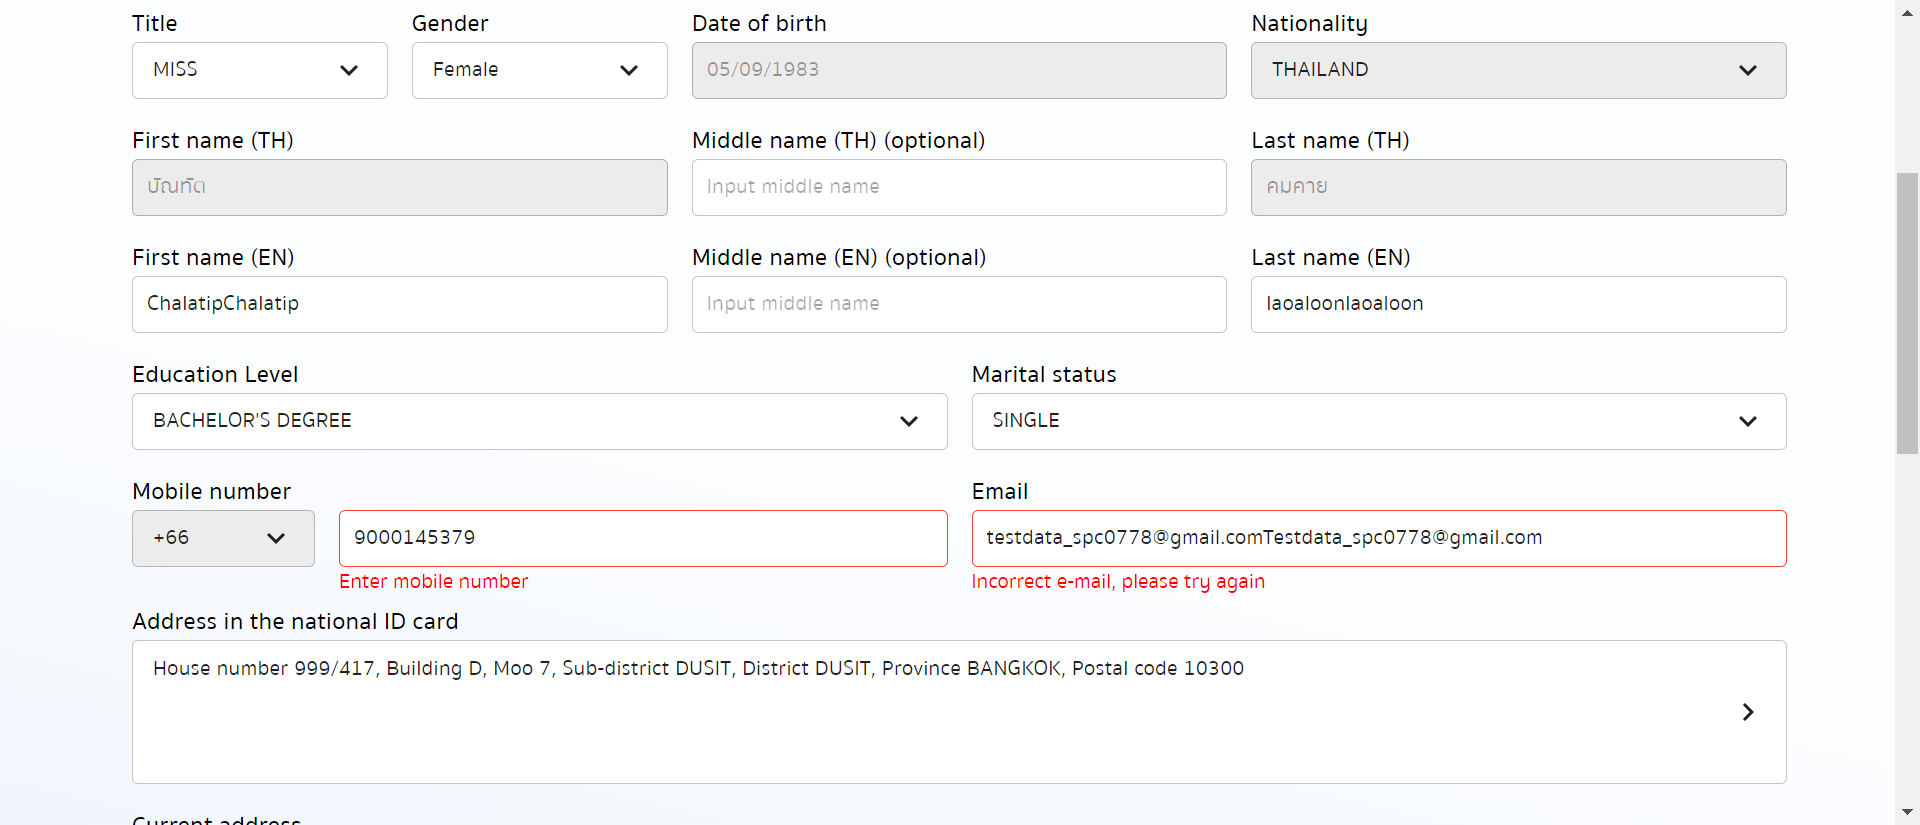 Title Gender Date of birth Nationality
MISS Female 05/09/1983 THAILAND
First name (TH) Middle name (TH) (optional) Last name (TH)
บัณฑิต Input middle name คมคาย
First name (EN) Middle name (EN) (optional) Last name (EN)
ChalatipChalatip Input middle name laoaloonlaoaloon
Education Level Marital status
BACHELOR'S DEGREE SINGLE
Mobile number Email
+66 9000145379 testdata_spc0778@gmail.comTestdata_spc0778@gmail.com
Enter mobile number Incorrect e-mail, please try again
Address in the national ID card
House number 999/417, Building D, Moo 7, Sub-district DUSIT, District DUSIT, Province BANGKOK, Postal code 10300
Current address